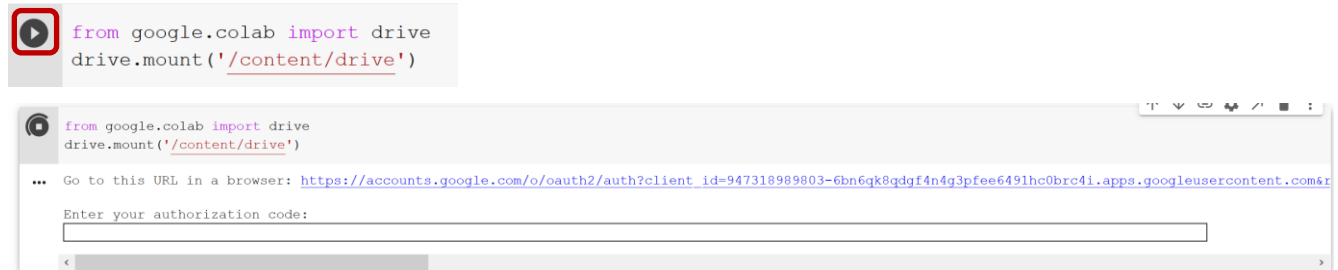 from google.colab import drive
drive.mount('/content/drive')
from google.colab import drive
drive.mount('/content/drive')
Go to this URL in a browser: https://accounts.google.com/o/oauth2/auth?client_id=947318989803-6bn6qk8qdgf4n4g3pfee6491hc0brc4i.apps.googleusercontent.com&r
Enter your authorization code: